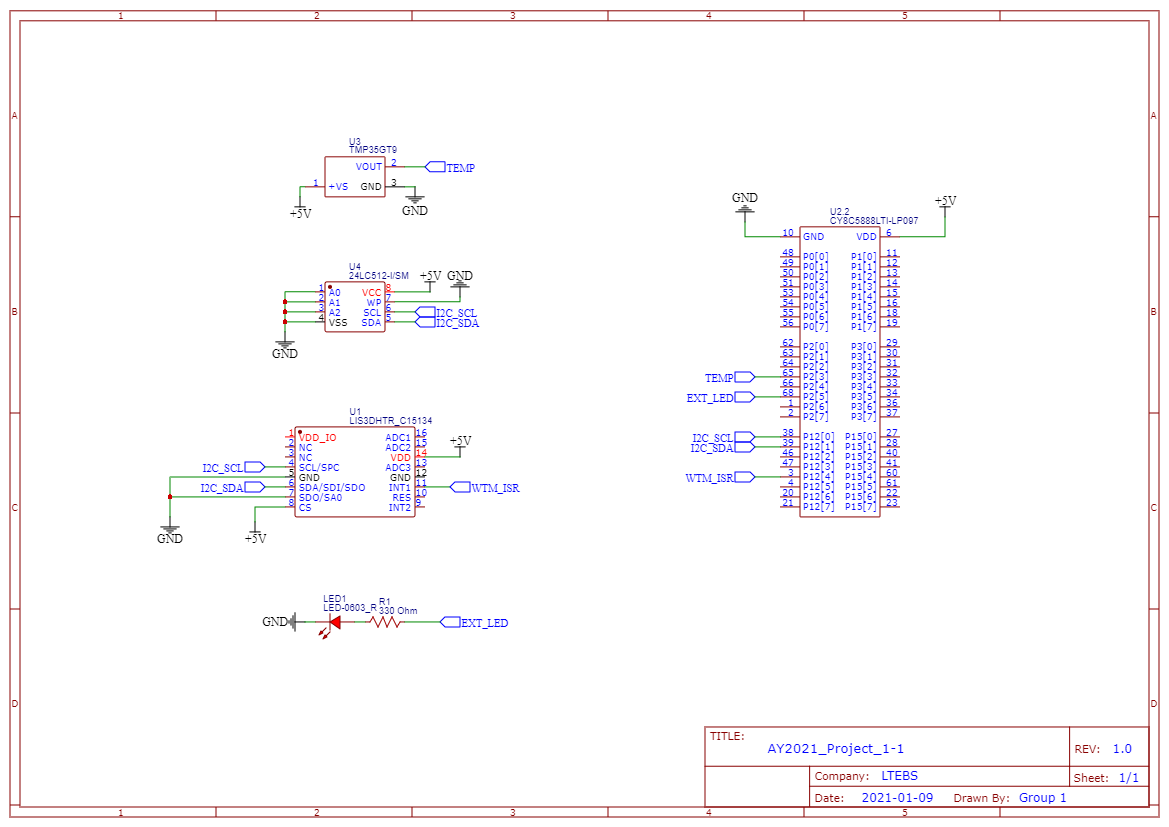 1 2 3 4 5
A A
B B
C C
D D
1 2 3 4 5
U3
TMP35GT9
VOUT 2 TEMP
1 +VS GND 3
+5V GND
U4
24LC512-I/SM
+5V GND
1 A0 VCC 8
2 A1 WP 7
3 A2 SCL 6 I2C_SCL
4 VSS SDA 5 I2C_SDA
GND
U1
LIS3DHTR_C15134
+5V
1 VDD_IO ADC1 16
2 NC ADC2 15
3 NC VDD 14
I2C_SCL 4 SCL/SPC ADC3 13
5 GND GND 12
I2C_SDA 6 SDA/SDI/SDO INT1 11 WTM_ISR
7 SDO/SA0 RES 10
8 CS INT2 9
GND +5V
LED1
LED-0603_R
R1
330 Ohm
GND EXT_LED
GND +5V
U2.2
CY8C5888LTI-LP097
10 GND VDD 6
48 P0[0] P1[0] 11
49 P0[1] P1[1] 12
50 P0[2] P1[2] 13
51 P0[3] P1[3] 14
53 P0[4] P1[4] 15
54 P0[5] P1[5] 16
55 P0[6] P1[6] 18
56 P0[7] P1[7] 19
62 P2[0] P3[0] 29
63 P2[1] P3[1] 30
64 P2[2] P3[2] 31
TEMP 65 P2[3] P3[3] 32
66 P2[4] P3[4] 33
EXT_LED 68 P2[5] P3[5] 34
1 P2[6] P3[6] 36
2 P2[7] P3[7] 37
I2C_SCL 38 P12[0] P15[0] 27
I2C_SDA 39 P12[1] P15[1] 28
46 P12[2] P15[2] 40
47 P12[3] P15[3] 41
WTM_ISR 3 P12[4] P15[4] 60
4 P12[5] P15[5] 61
20 P12[6] P15[6] 22
21 P12[7] P15[7] 23
TITLE:
AY2021_Project_1-1
REV: 1.0
Company: LTEBS
Sheet: 1/1
Date: 2021-01-09 Drawn By: Group 1